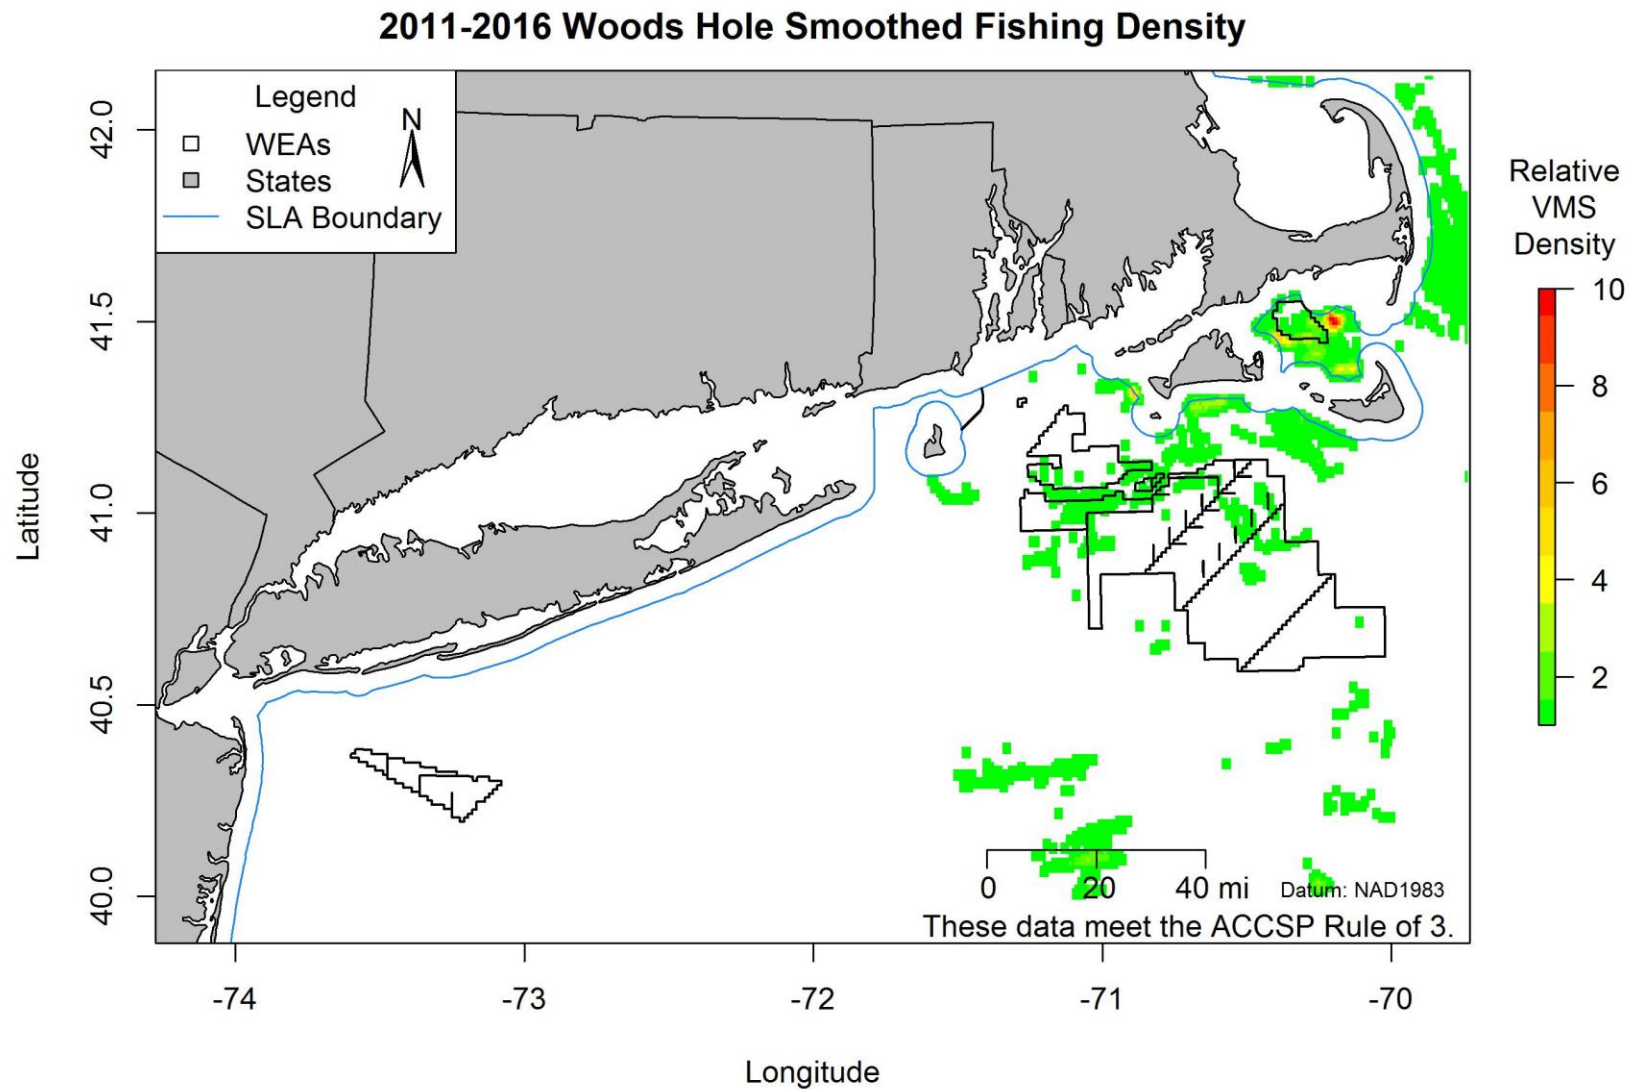 2011-2016 Woods Hole Smoothed Fishing Density
Legend
N
WEAs
States
SLA Boundary
Latitude
42.0
41.5
41.0
40.5
40.0
Relative
VMS
Density
10
8
6
4
2
0 20 40 mi
Datum: NAD1983
These data meet the ACCSP Rule of 3.
-74 -73 -72 -71 -70
Longitude